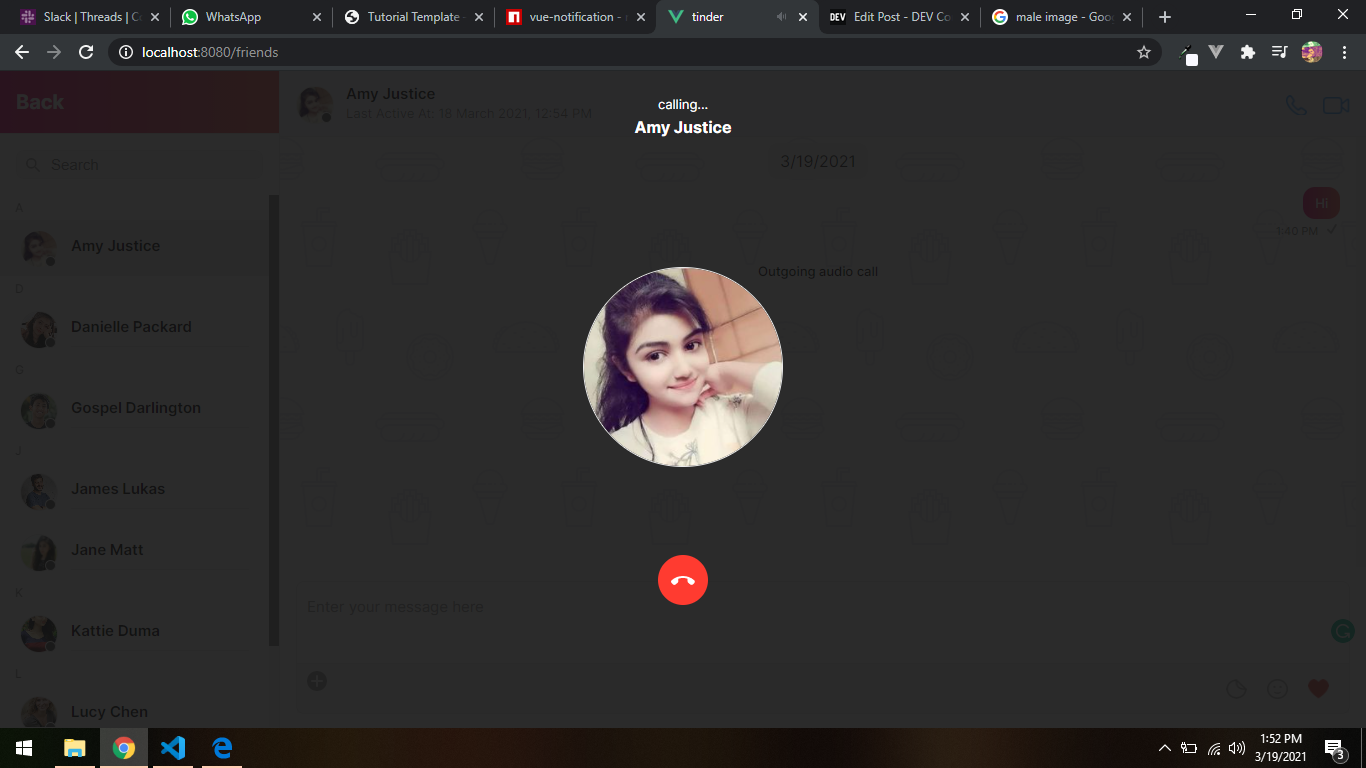 Slack | Threads | C
WhatsApp
Tutorial Template -
vue-notification -
tinder
DEV
Edit Post - DEV Co
male image - Goo
localhost:8080/friends
Back
Search
A
Amy Justice
D
Danielle Packard
G
Gospel Darlington
J
James Lukas
Jane Matt
K
Kattie Duma
L
Lucy Chen
Amy Justice
Last Active At: 18 March 2021, 12:54 PM
calling...
Amy Justice
3/19/2021
Hi
1:40 PM
Outgoing audio call
Enter your message here
1:52 PM
3/19/2021
3